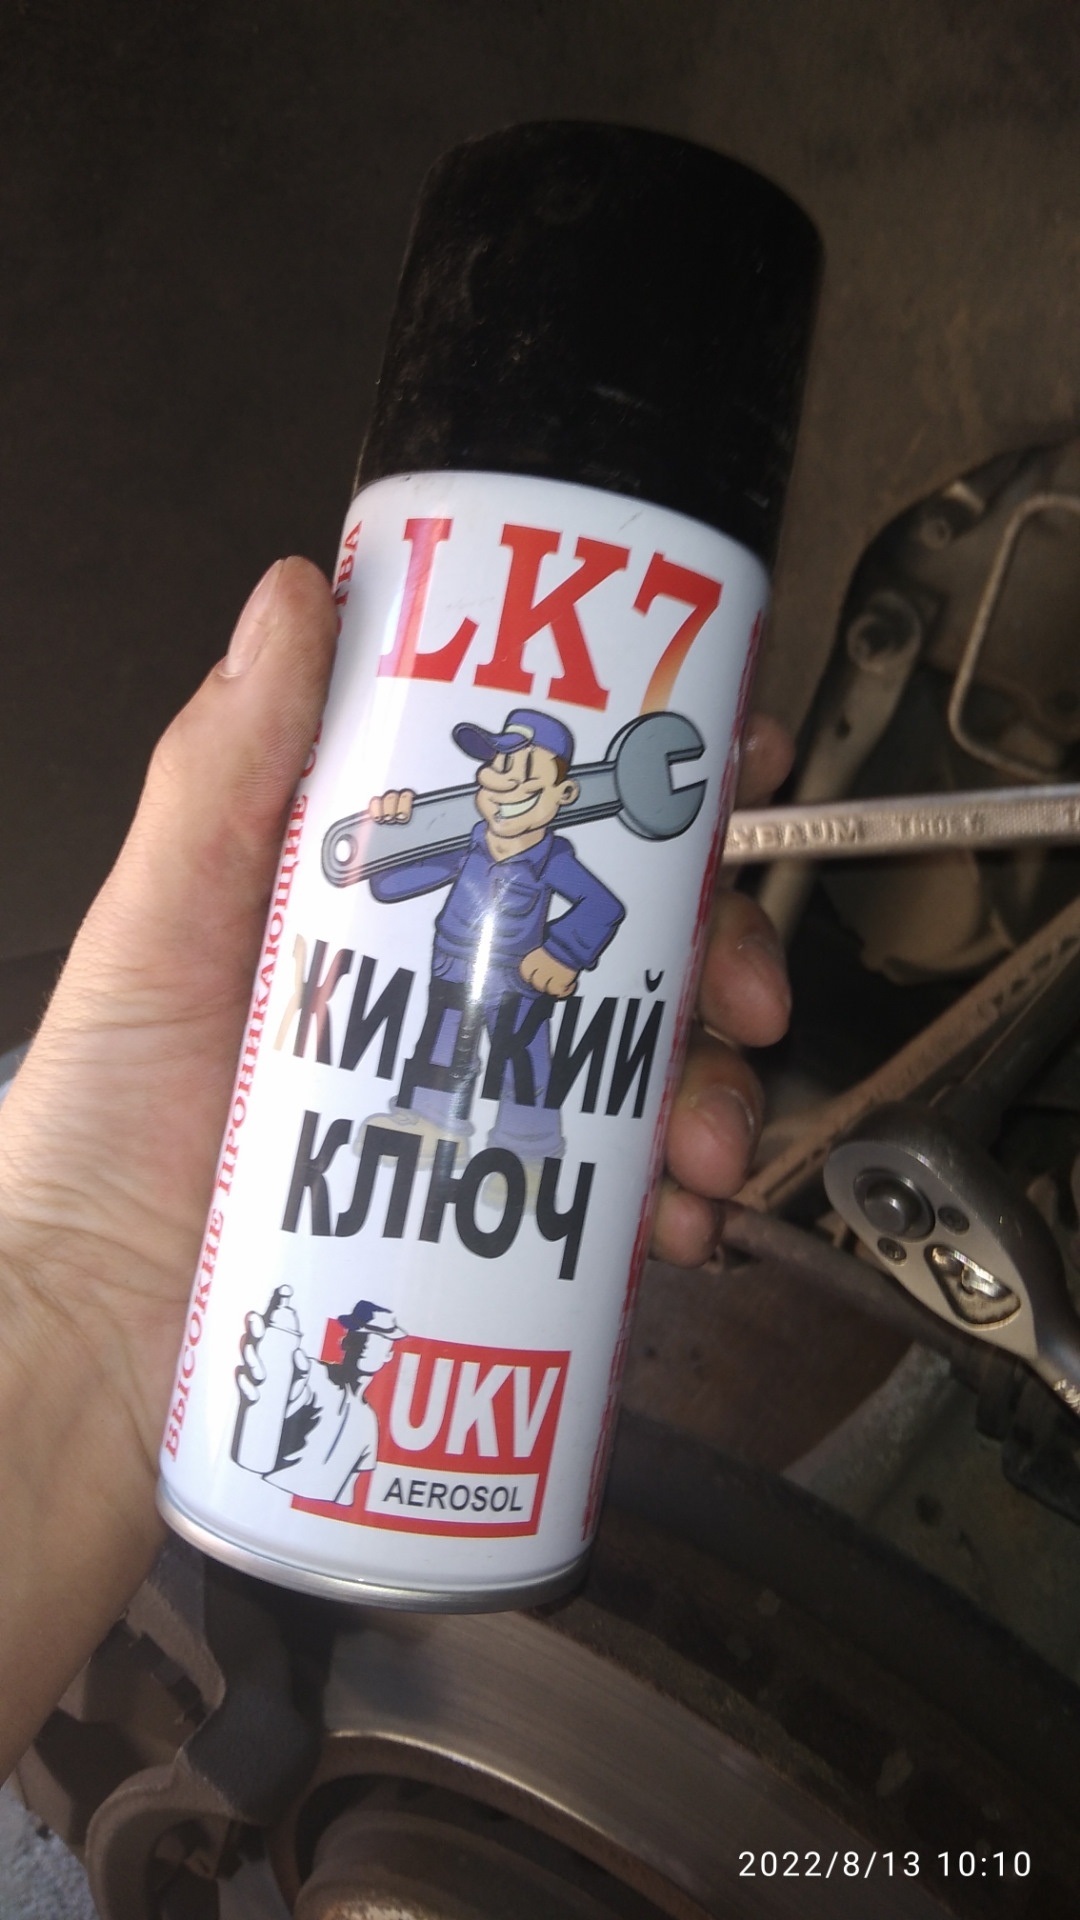 LK7
ЖИДКИЙ
КЛЮЧ
ВЫСОКИЕ ПРОНИКАЮЩИЕ
UKV
AEROSOL
2022/8/13 10:10